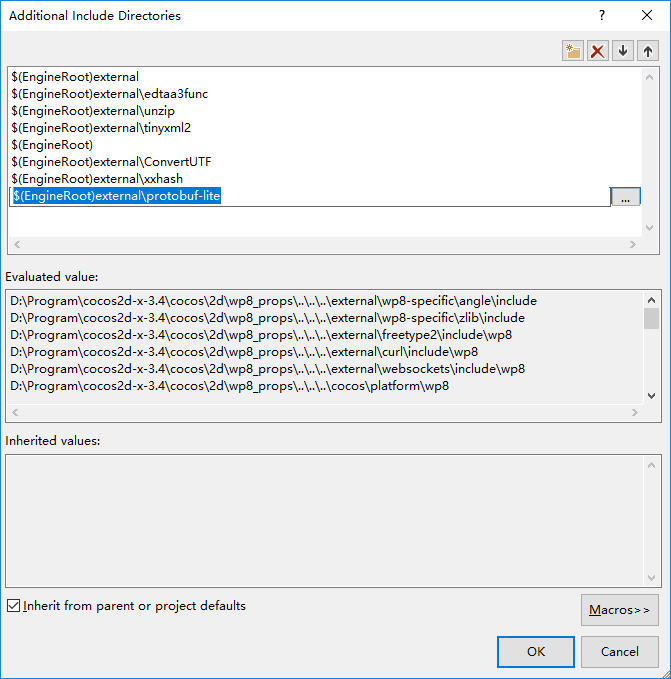 Additional Include Directories
$(EngineRoot)external
$(EngineRoot)external\edtaa3func
$(EngineRoot)external\unzip
$(EngineRoot)external\tinyxml2
$(EngineRoot)
$(EngineRoot)external\ConvertUTF
$(EngineRoot)external\xxhash
$(EngineRoot)external\protobuf-lite
...
Evaluated value:
D:\Program\cocos2d-x-3.4\cocos\2d\wp8_props\..\..\..\external\wp8-specific\angle\include
D:\Program\cocos2d-x-3.4\cocos\2d\wp8_props\..\..\..\external\wp8-specific\zlib\include
D:\Program\cocos2d-x-3.4\cocos\2d\wp8_props\..\..\..\external\freetype2\include\wp8
D:\Program\cocos2d-x-3.4\cocos\2d\wp8_props\..\..\..\external\curl\include\wp8
D:\Program\cocos2d-x-3.4\cocos\2d\wp8_props\..\..\..\external\websockets\include\wp8
D:\Program\cocos2d-x-3.4\cocos\2d\wp8_props\..\..\..\cocos\platform\wp8
Inherited values:
Inherit from parent or project defaults
Macros>>
OK
Cancel